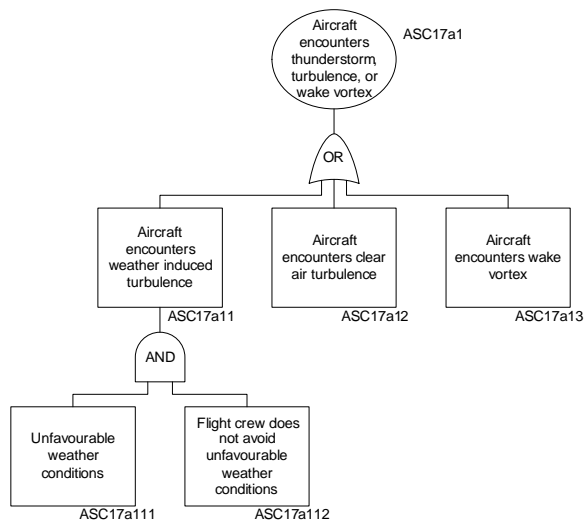 Aircraft
encounters
thunderstorm,
turbulence, or
wake vortex
ASC17a1
OR
Aircraft
encounters
weather induced
turbulence
ASC17a11
Aircraft
encounters clear
air turbulence
ASC17a12
Aircraft
encounters wake
vortex
ASC17a13
AND
Unfavourable
weather
conditions
ASC17a111
Flight crew does
not avoid
unfavourable
weather
conditions
ASC17a112